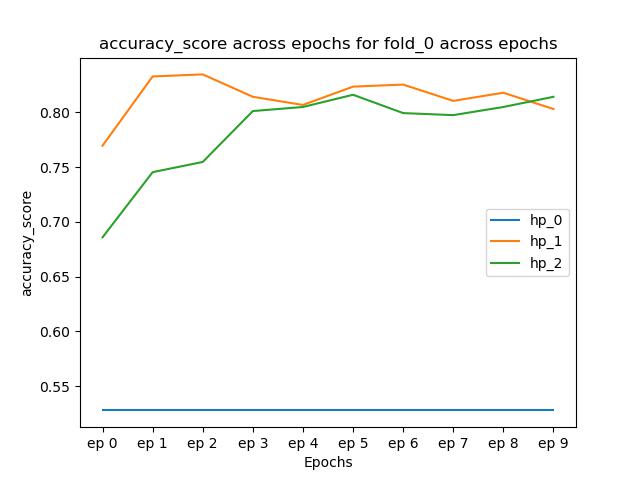 accuracy_score across epochs for fold_0 across epochs
accuracy_score
0.80
0.75
0.70
0.65
0.60
0.55
hp_0
hp_1
hp_2
ep 0 ep 1 ep 2 ep 3 ep 4 ep 5 ep 6 ep 7 ep 8 ep 9
Epochs